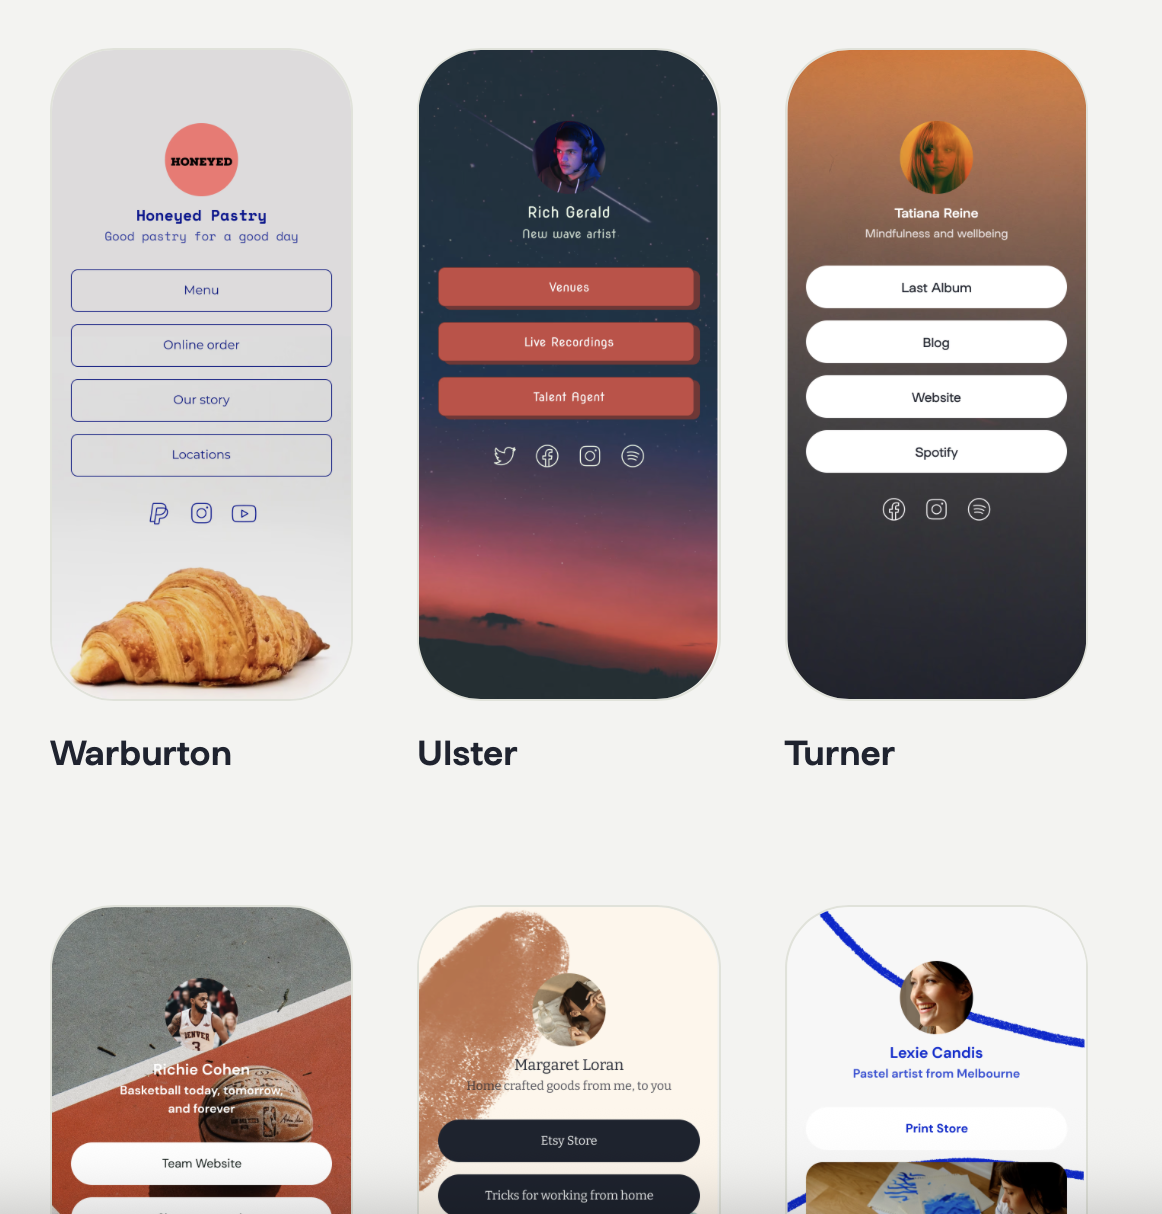 HONEYED
Honeyed Pastry
Good pastry for a good day
Menu
Online order
Our story
Locations
Warburton
Rich Gerald
New wave artist
Venues
Live Recordings
Talent Agent
Ulster
Tatiana Reine
Mindfulness and wellbeing
Last Album
Blog
Website
Spotify
Turner
DENVER
3
Richie Cohen
Basketball today, tomorrow,
and forever
Team Website
Margaret Loran
Home crafted goods from me, to you
Etsy Store
Tricks for working from home
Lexie Candis
Pastel artist from Melbourne
Print Store